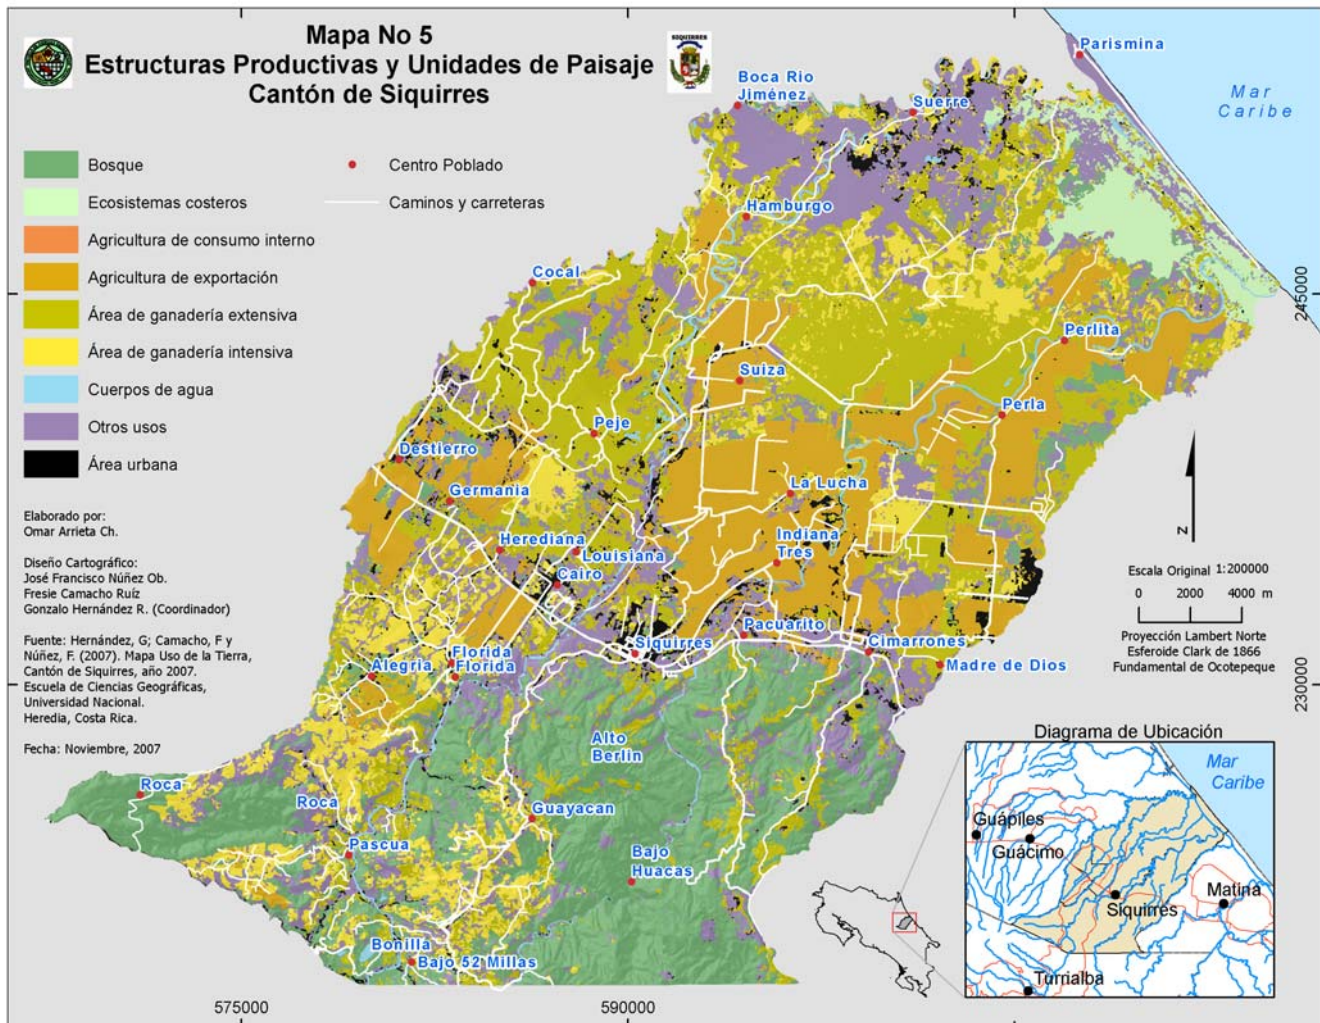 Mapa No 5
Estructuras Productivas y Unidades de Paisaje
Cantón de Siquirres
SIQUIRRES
Bosque
Ecosistemas costeros
Agricultura de consumo interno
Agricultura de exportación
Área de ganadería extensiva
Área de ganadería intensiva
Cuerpos de agua
Otros usos
Área urbana
Centro Poblado
Caminos y carreteras
Elaborado por:
Omar Arrieta Ch.
Diseño Cartográfico:
José Francisco Núñez Ob.
Fresie Camacho Ruíz
Gonzalo Hernández R. (Coordinador)
Fuente: Hernández, G; Camacho, F y
Núñez, F. (2007). Mapa Uso de la Tierra,
Cantón de Siquirres, año 2007.
Escuela de Ciencias Geográficas,
Universidad Nacional.
Heredia, Costa Rica.
Fecha: Noviembre, 2007
Parismina
Mar
Caribe
Boca Rio
Jiménez
Suerre
Hamburgo
Cocal
Perlita
Suiza
Perla
Peje
Destierro
La Lucha
Germania
Indiana
Tres
Herediana
Louisiana
Cairo
Pacuarito
Siquirres
Cimarrones
Florida
Florida
Alegria
Madre de Dios
Alto
Berlin
Roca
Roca
Guayacan
Pascua
Bajo
Huacas
Bonilla
Bajo 52 Millas
245000
230000
575000
590000
N
Escala Original 1:200000
0 2000 4000 m
Proyección Lambert Norte
Esferoide Clark de 1866
Fundamental de Ocotepeque
Diagrama de Ubicación
Mar
Caribe
Guápiles
Guácimo
Matina
Siquirres
Turrialba